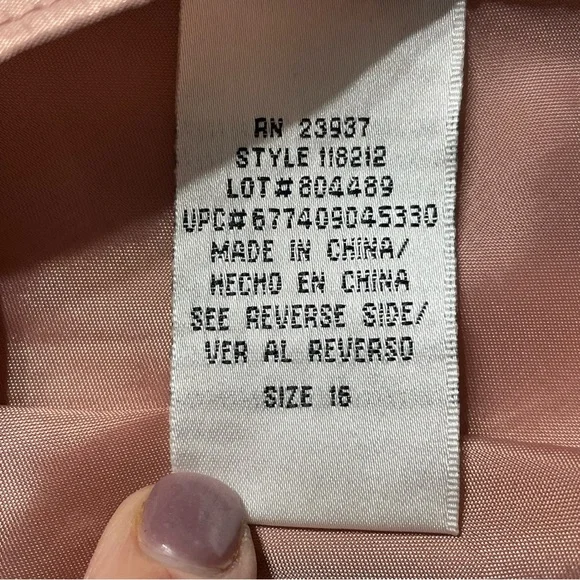 RN 23937
STYLE 118212
LOT#804489
UPC#677409045330
MADE IN CHINA/
HECHO EN CHINA
SEE REVERSE SIDE/
VER AL REVERSO
SIZE 16